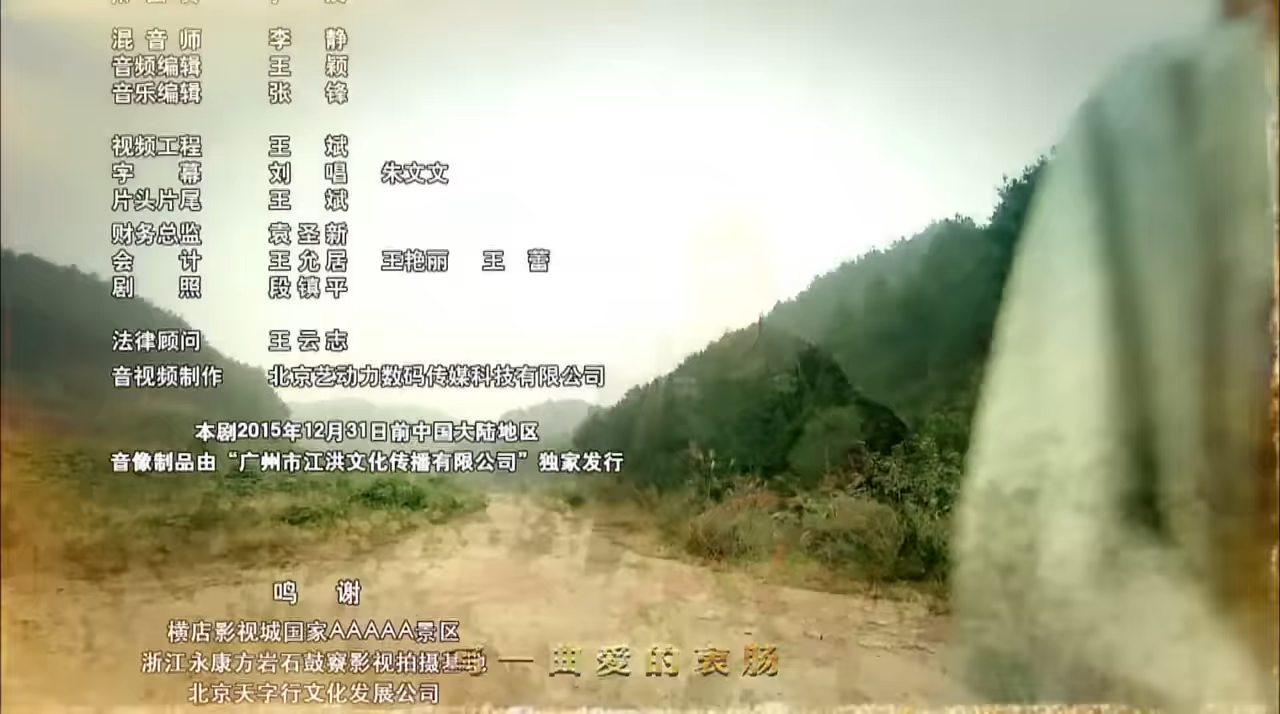 混音师 李静
音频编辑 王颖
音乐编辑 张锋
视频工程 王斌
字幕 刘唱 朱文文
片头片尾 王斌
财务总监 袁圣新
会计 王允居 王艳丽 王蕾
剧照 段镇平
法律顾问 王云志
音视频制作 北京艺动力数码传媒科技有限公司
本剧2015年12月31日前中国大陆地区
音像制品由“广州市江洪文化传播有限公司”独家发行
鸣谢
横店影视城国家AAAAA景区
浙江永康方岩石鼓寮影视拍摄基地
一曲爱的衷肠
北京天字行文化发展公司